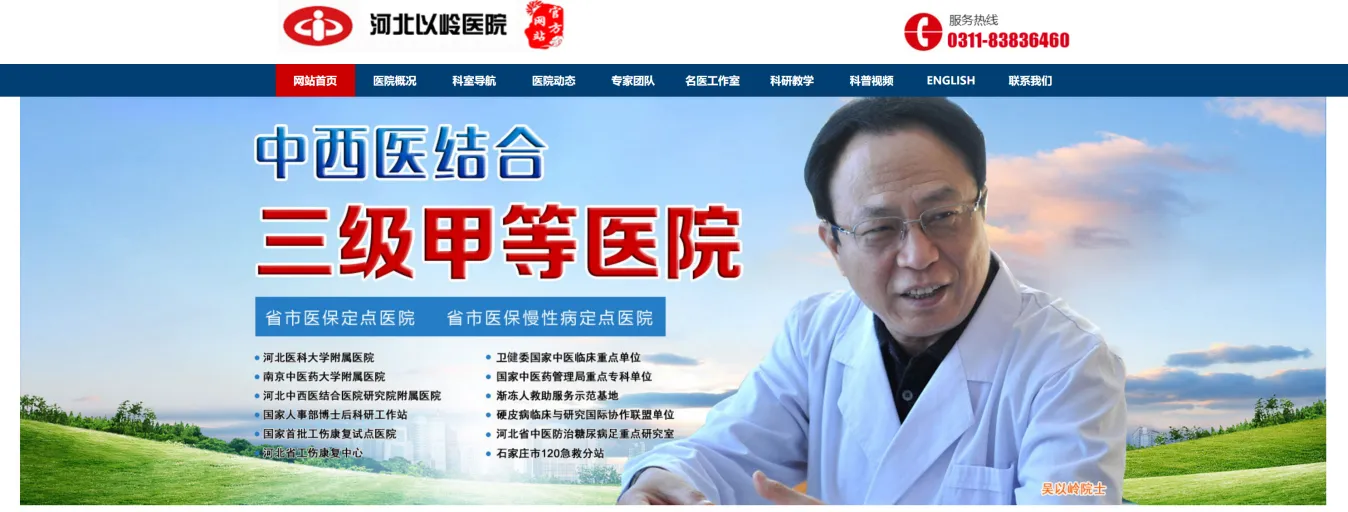 河北以岭医院
官方网站
服务热线
0311-83836460
网站首页 医院概况 科室导航 医院动态 专家团队 名医工作室 科研教学 科普视频 ENGLISH 联系我们
中西医结合
三级甲等医院
省市医保定点医院 省市医保慢性病定点医院
河北医科大学附属医院
南京中医药大学附属医院
河北中西医结合医院研究院附属医院
国家人事部博士后科研工作站
国家首批工伤康复试点医院
河北省工伤康复中心
卫健委国家中医临床重点单位
国家中医药管理局重点专科单位
渐冻人救助服务示范基地
硬皮病临床与研究国际协作联盟单位
河北省中医防治糖尿病足重点研究室
石家庄市120急救分站
吴以岭院士